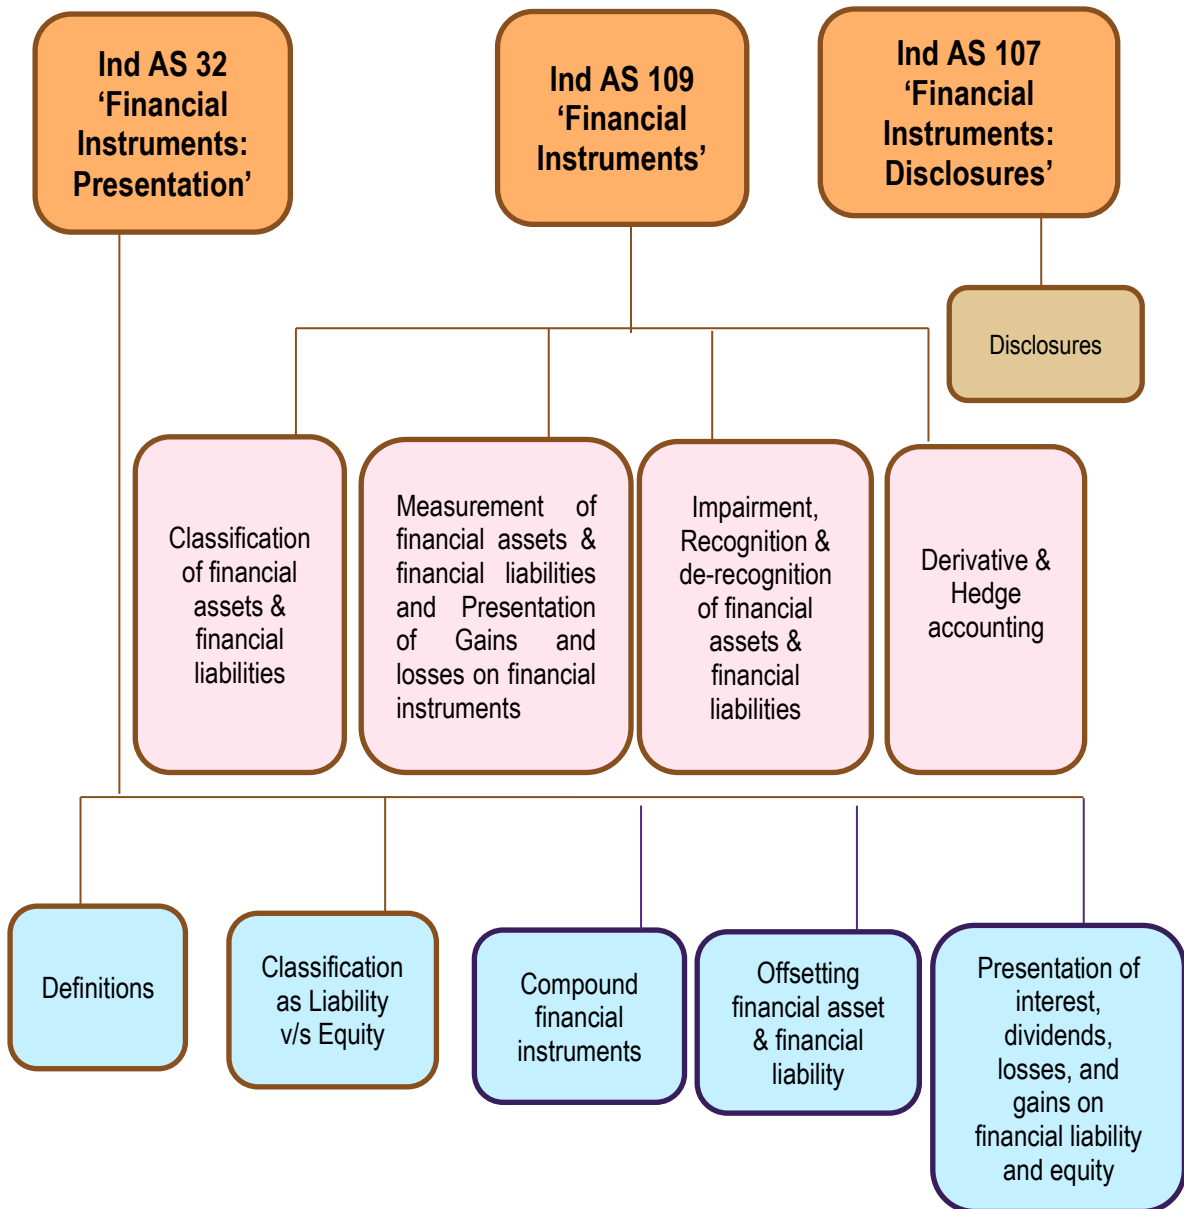 Ind AS 32
‘Financial
Instruments:
Presentation’
Ind AS 109
‘Financial
Instruments’
Ind AS 107
‘Financial
Instruments:
Disclosures’
Disclosures
Classification
of financial
assets &
financial
liabilities
Measurement of
financial assets &
financial liabilities
and Presentation
of Gains and
losses on financial
instruments
Impairment,
Recognition &
de-recognition
of financial
assets &
financial
liabilities
Derivative &
Hedge
accounting
Definitions
Classification
as Liability
v/s Equity
Compound
financial
instruments
Offsetting
financial asset
& financial
liability
Presentation of
interest,
dividends,
losses, and
gains on
financial liability
and equity